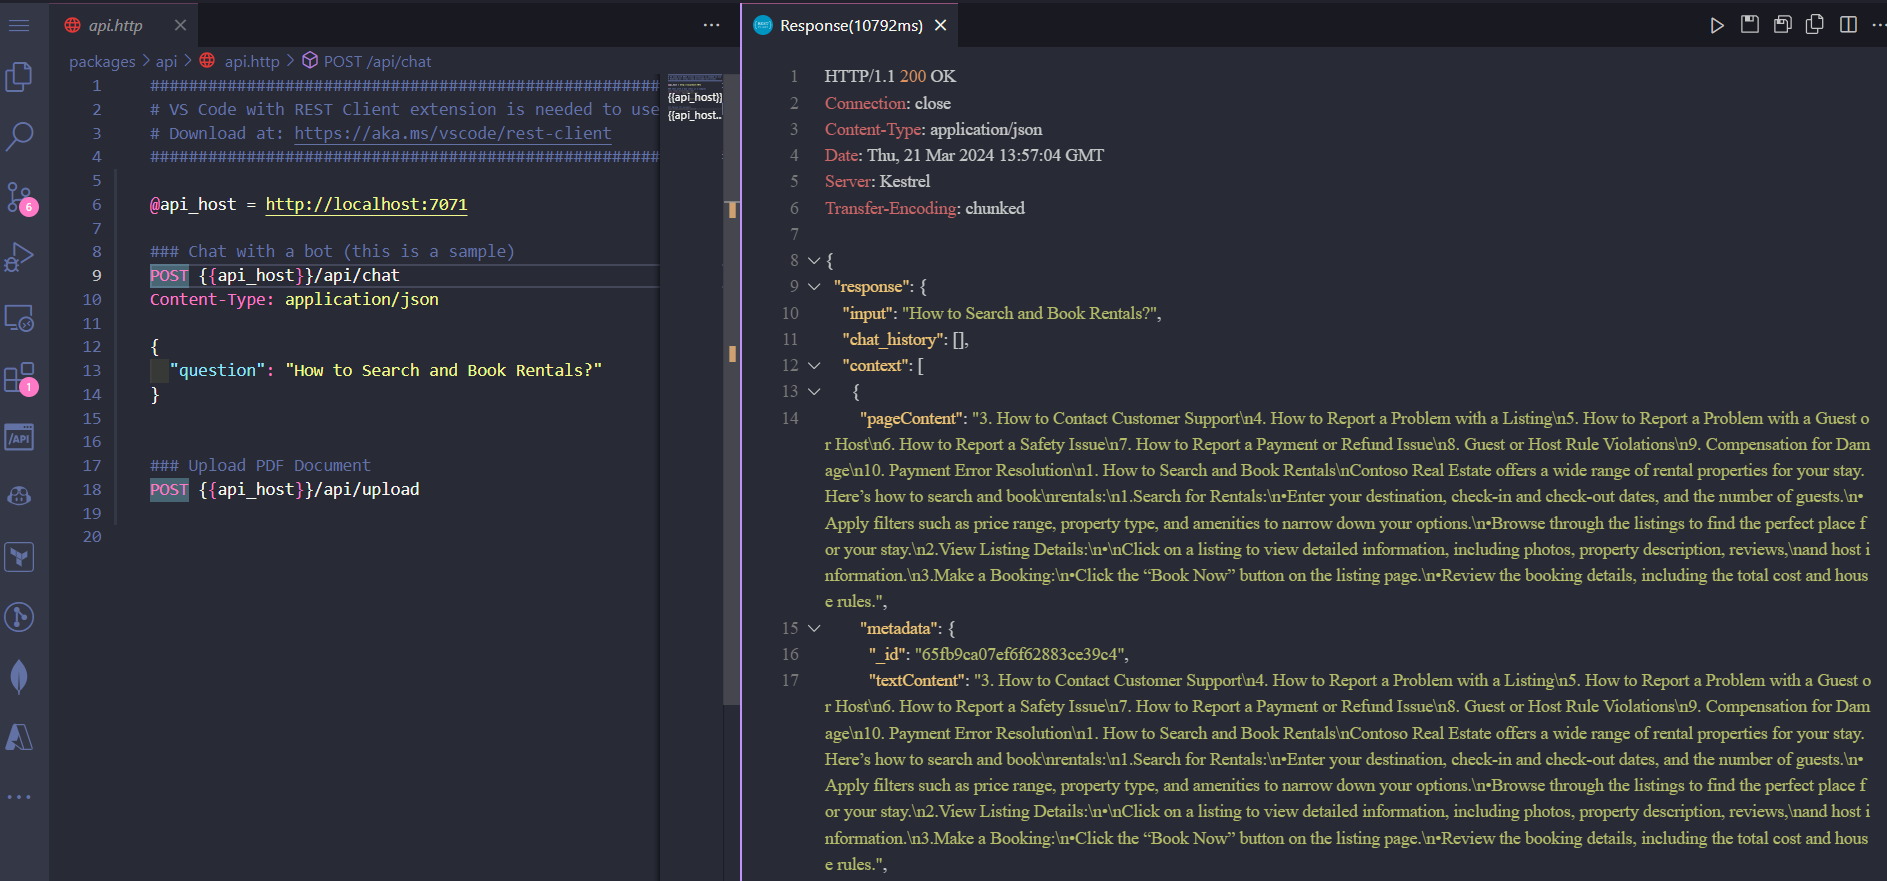 api.http
Response(10792ms)
packages > api > api.http > POST /api/chat
1 #####################################################
2 # VS Code with REST Client extension is needed to use
3 # Download at: https://aka.ms/vscode/rest-client
4 #####################################################
5
6 @api_host = http://localhost:7071
7
8 ### Chat with a bot (this is a sample)
9 POST {{api_host}}/api/chat
10 Content-Type: application/json
11
12 {
13 "question": "How to Search and Book Rentals?"
14 }
15
16
17 ### Upload PDF Document
18 POST {{api_host}}/api/upload
19
20
{{api_host}}
{{api_host..
6
1
/API
1 HTTP/1.1 200 OK
2 Connection: close
3 Content-Type: application/json
4 Date: Thu, 21 Mar 2024 13:57:04 GMT
5 Server: Kestrel
6 Transfer-Encoding: chunked
7
8 {
9 "response": {
10 "input": "How to Search and Book Rentals?",
11 "chat_history": [],
12 "context": [
13 {
14 "pageContent": "3. How to Contact Customer Support\n4. How to Report a Problem with a Listing\n5. How to Report a Problem with a Guest o
r Host\n6. How to Report a Safety Issue\n7. How to Report a Payment or Refund Issue\n8. Guest or Host Rule Violations\n9. Compensation for Dam
age\n10. Payment Error Resolution\n1. How to Search and Book Rentals\nContoso Real Estate offers a wide range of rental properties for your stay.
Here’s how to search and book\nrentals:\n1.Search for Rentals:\n•Enter your destination, check-in and check-out dates, and the number of guests.\n•
Apply filters such as price range, property type, and amenities to narrow down your options.\n•Browse through the listings to find the perfect place f
or your stay.\n2.View Listing Details:\n•\nClick on a listing to view detailed information, including photos, property description, reviews,\nand host i
nformation.\n3.Make a Booking:\n•Click the “Book Now” button on the listing page.\n•Review the booking details, including the total cost and hous
e rules.",
15 "metadata": {
16 "_id": "65fb9ca07ef6f62883ce39c4",
17 "textContent": "3. How to Contact Customer Support\n4. How to Report a Problem with a Listing\n5. How to Report a Problem with a Guest o
r Host\n6. How to Report a Safety Issue\n7. How to Report a Payment or Refund Issue\n8. Guest or Host Rule Violations\n9. Compensation for Dam
age\n10. Payment Error Resolution\n1. How to Search and Book Rentals\nContoso Real Estate offers a wide range of rental properties for your stay.
Here’s how to search and book\nrentals:\n1.Search for Rentals:\n•Enter your destination, check-in and check-out dates, and the number of guests.\n•
Apply filters such as price range, property type, and amenities to narrow down your options.\n•Browse through the listings to find the perfect place f
or your stay.\n2.View Listing Details:\n•\nClick on a listing to view detailed information, including photos, property description, reviews,\nand host i
nformation.\n3.Make a Booking:\n•Click the “Book Now” button on the listing page.\n•Review the booking details, including the total cost and hous
e rules.",